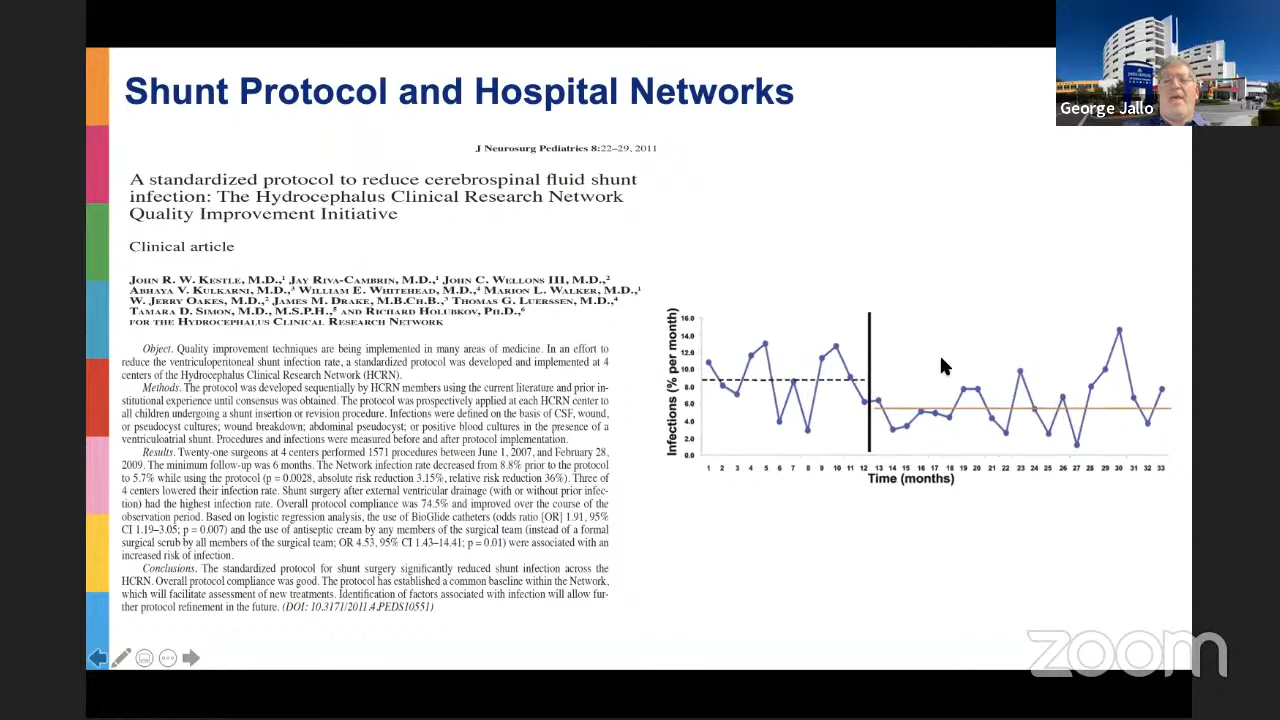 Shunt Protocol and Hospital Networks
George Jallo
J Neurosurg Pediatrics 8:22–29, 2011
A standardized protocol to reduce cerebrospinal fluid shunt
infection: The Hydrocephalus Clinical Research Network
Quality Improvement Initiative
Clinical article
John R. W. Kestle, M.D.,1 Jay Riva-Cambrin, M.D.,1 John C. Wellons III, M.D.,2
Abhaya V. Kulkarni, M.D.,3 William E. Whitehead, M.D.,4 Marion L. Walker, M.D.,1
W. Jerry Oakes, M.D.,2 James M. Drake, M.B.Ch.B.,3 Thomas G. Luerssen, M.D.,4
Tamara D. Simon, M.D., M.S.P.H.,5 and Richard Holubkov, Ph.D.,6
for the Hydrocephalus Clinical Research Network
Object. Quality improvement techniques are being implemented in many areas of medicine. In an effort to
reduce the ventriculoperitoneal shunt infection rate, a standardized protocol was developed and implemented at 4
centers of the Hydrocephalus Clinical Research Network (HCRN).
Methods. The protocol was developed sequentially by HCRN members using the current literature and prior in-
stitutional experience until consensus was obtained. The protocol was prospectively applied at each HCRN center to
all children undergoing a shunt insertion or revision procedure. Infections were defined on the basis of CSF, wound,
or pseudocyst cultures; wound breakdown; abdominal pseudocyst; or positive blood cultures in the presence of a
ventriculoatrial shunt. Procedures and infections were measured before and after protocol implementation.
Results. Twenty-one surgeons at 4 centers performed 1571 procedures between June 1, 2007, and February 28,
2009. The minimum follow-up was 6 months. The Network infection rate decreased from 8.8% prior to the protocol
to 5.7% while using the protocol (p = 0.0028, absolute risk reduction 3.15%, relative risk reduction 36%). Three of
4 centers lowered their infection rate. Shunt surgery after external ventricular drainage (with or without prior infec-
tion) had the highest infection rate. Overall protocol compliance was 74.5% and improved over the course of the
observation period. Based on logistic regression analysis, the use of BioGlide catheters (odds ratio [OR] 1.91, 95%
CI 1.19–3.05; p = 0.007) and the use of antiseptic cream by any members of the surgical team (instead of a formal
surgical scrub by all members of the surgical team; OR 4.53, 95% CI 1.43–14.41; p = 0.01) were associated with an
increased risk of infection.
Conclusions. The standardized protocol for shunt surgery significantly reduced shunt infection across the
HCRN. Overall protocol compliance was good. The protocol has established a common baseline within the Network,
which will facilitate assessment of new treatments. Identification of factors associated with infection will allow fur-
ther protocol refinement in the future. (DOI: 10.3171/2011.4.PEDS10551)
Infections (% per month)
16.0
14.0
12.0
10.0
8.0
6.0
4.0
2.0
0.0
1 2 3 4 5 6 7 8 9 10 11 12 13 14 15 16 17 18 19 20 21 22 23 24 25 26 27 28 29 30 31 32 33
Time (months)
zoom